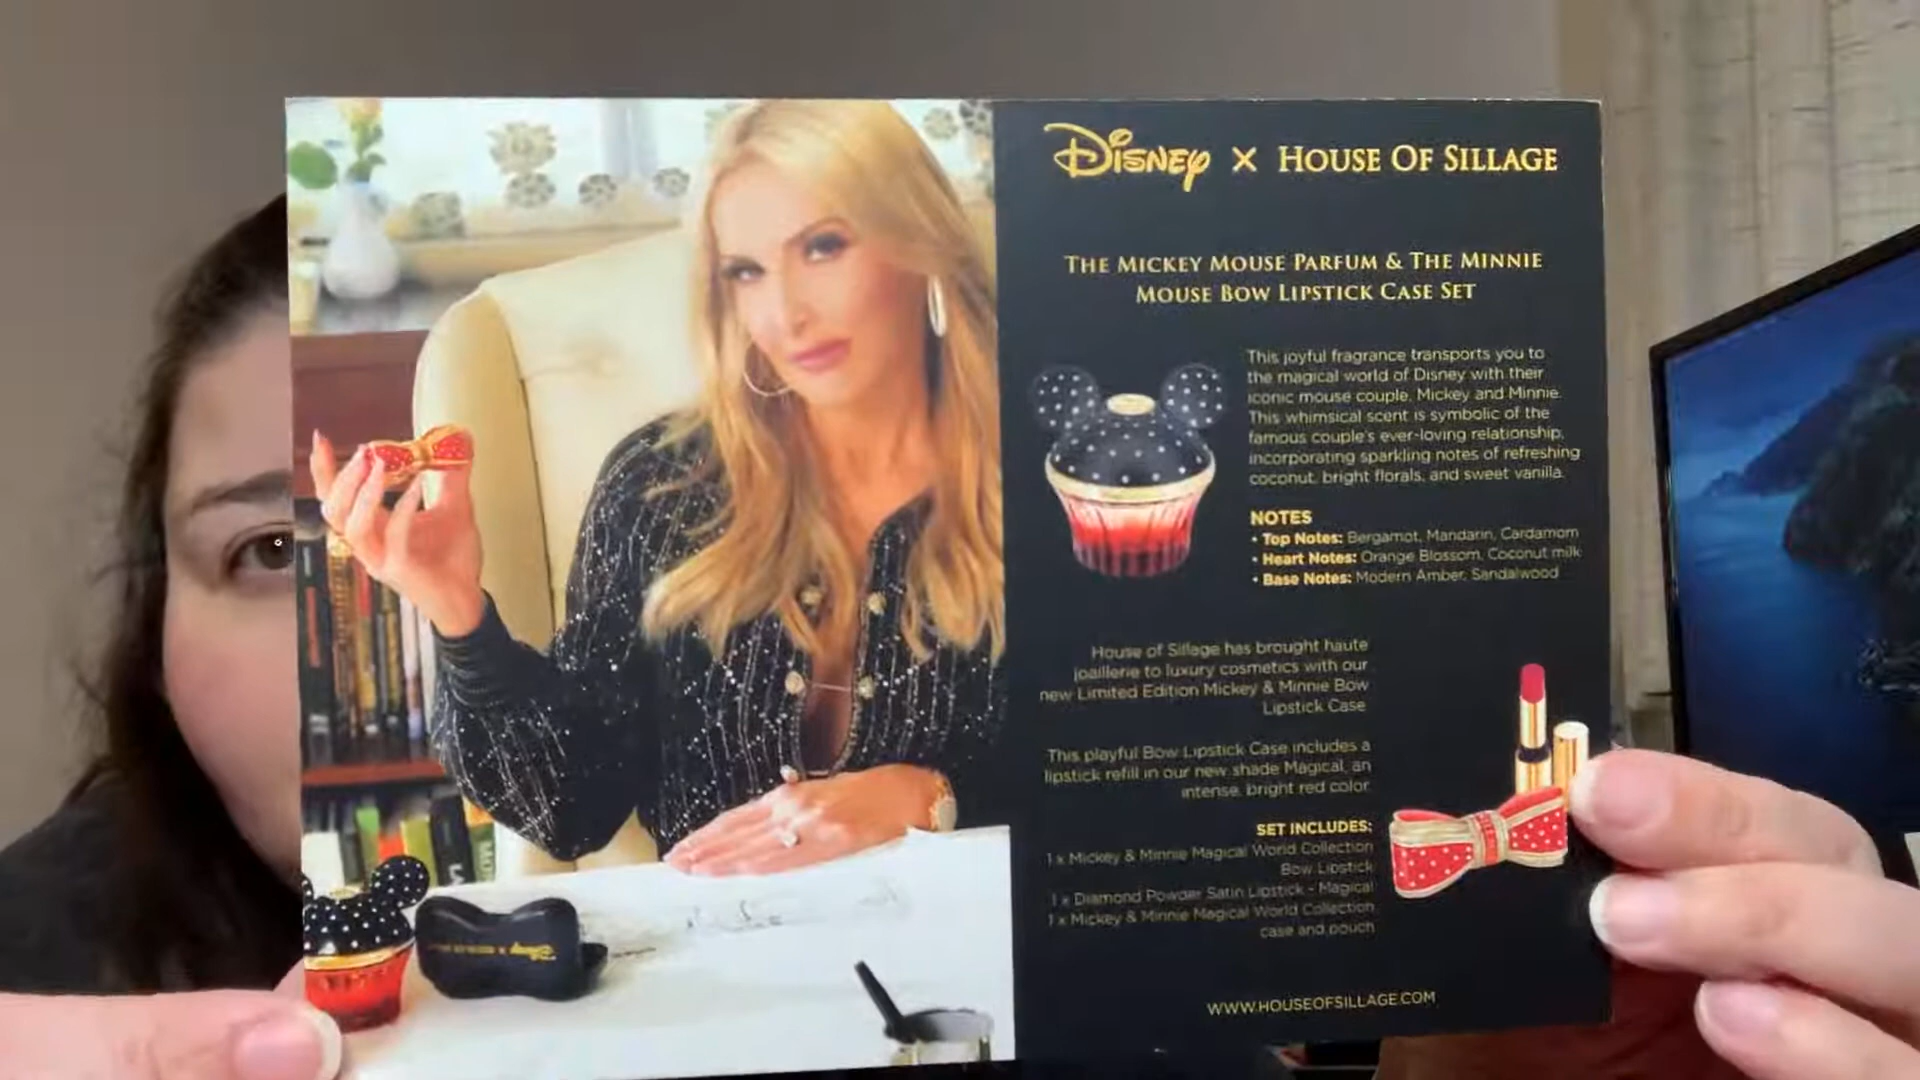 Disney X HOUSE OF SILLAGE
THE MICKEY MOUSE PARFUM & THE MINNIE
MOUSE BOW LIPSTICK CASE SET
This joyful fragrance transports you to
the magical world of Disney with their
iconic mouse couple, Mickey and Minnie.
This whimsical scent is symbolic of the
famous couple's ever-loving relationship,
incorporating sparkling notes of refreshing
coconut, bright florals, and sweet vanilla.
NOTES
• Top Notes: Bergamot, Mandarin, Cardamom
• Heart Notes: Orange Blossom, Coconut milk
• Base Notes: Modern Amber, Sandalwood
House of Sillage has brought haute
joaillerie to luxury cosmetics with our
new Limited Edition Mickey & Minnie Bow
Lipstick Case
This playful Bow Lipstick Case includes a
lipstick refill in our new shade Magical, an
intense, bright red color
SET INCLUDES:
1 x Mickey & Minnie Magical World Collection
Bow Lipstick
1 x Diamond Powder Satin Lipstick - Magical
1 x Mickey & Minnie Magical World Collection
case and pouch
WWW.HOUSEOFSILLAGE.COM